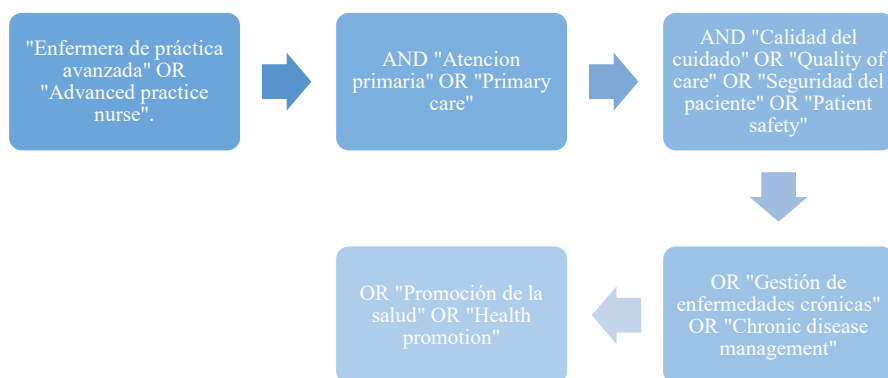 "Enfermera de práctica
avanzada" OR
"Advanced practice
nurse".
AND "Atencion
primaria" OR "Primary
care"
AND "Calidad del
cuidado" OR "Quality of
care" OR "Seguridad del
paciente" OR "Patient
safety"
OR "Gestión de
enfermedades crónicas"
OR "Chronic disease
management"
OR "Promoción de la
salud" OR "Health
promotion"